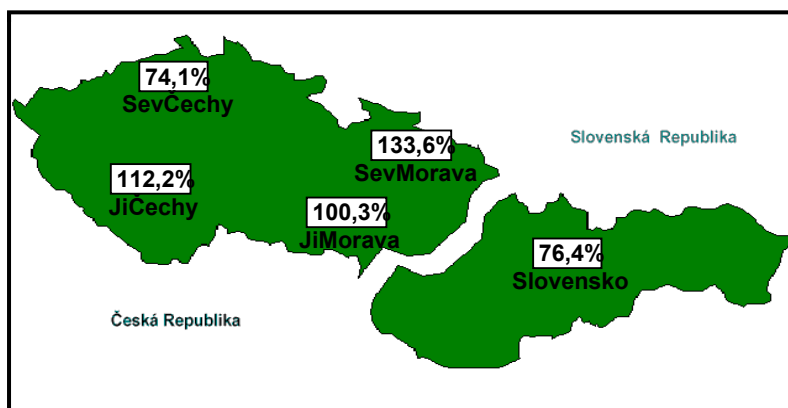 74,1%
SevČechy
133,6%
SevMorava
Slovenská Republika
112,2%
JiČechy
100,3%
JiMorava
76,4%
Slovensko
Česká Republika